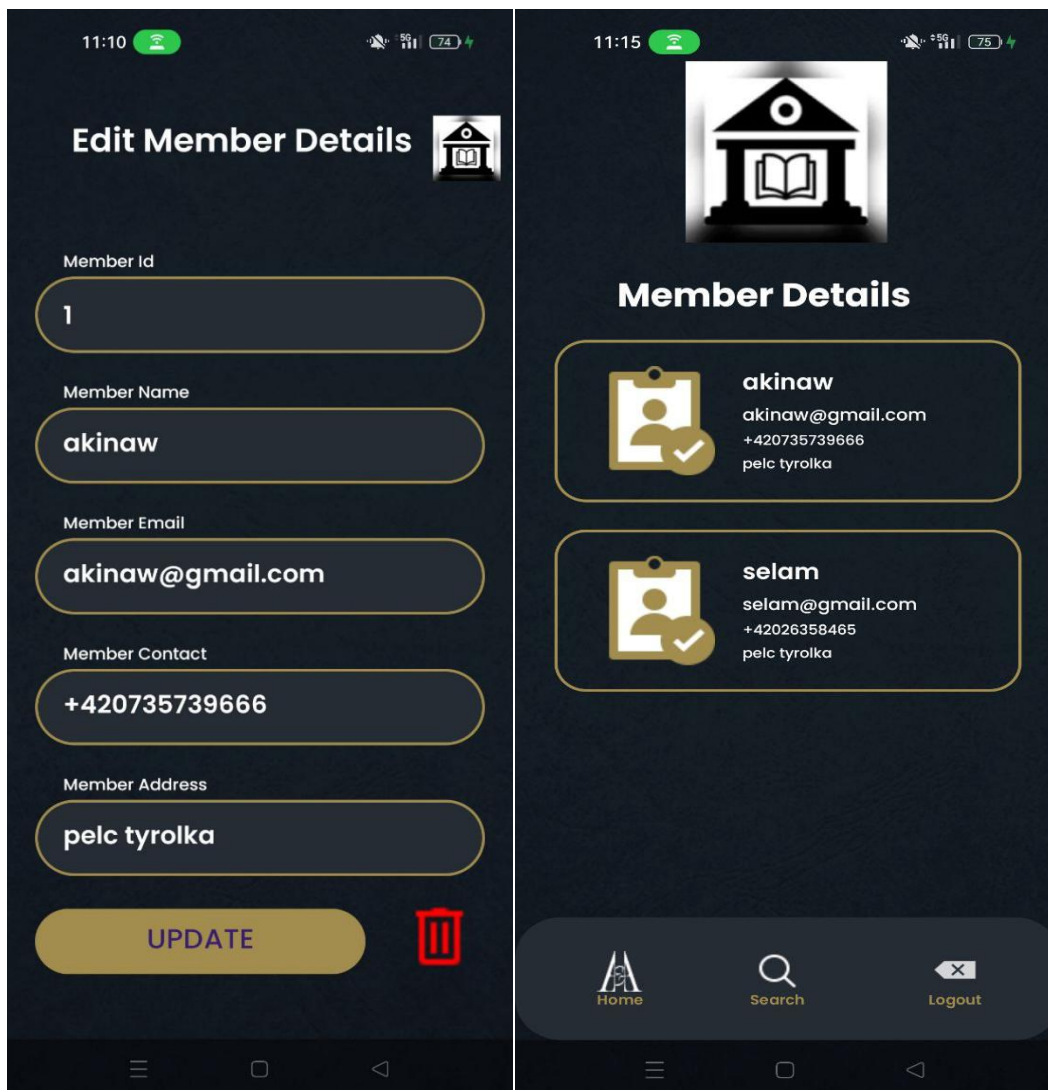 11:10
5G
74
Edit Member Details
Member Id
1
Member Name
akinaw
Member Email
akinaw@gmail.com
Member Contact
+420735739666
Member Address
pelc tyrolka
UPDATE
11:15
5G
75
Member Details
akinaw
akinaw@gmail.com
+420735739666
pelc tyrolka
selam
selam@gmail.com
+42026358465
pelc tyrolka
Home
Search
Logout